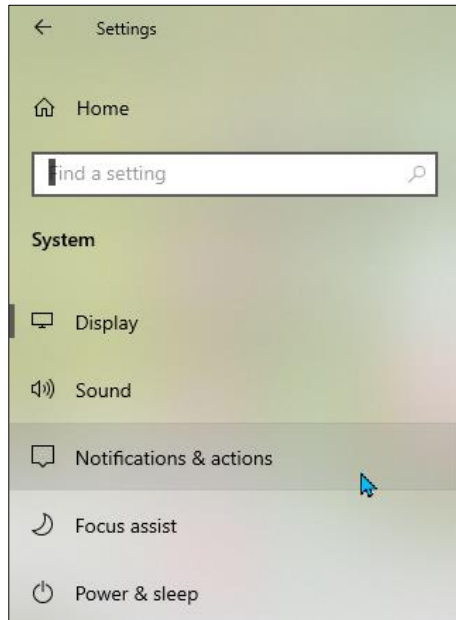 Settings
Home
Find a setting
System
Display
Sound
Notifications & actions
Focus assist
Power & sleep